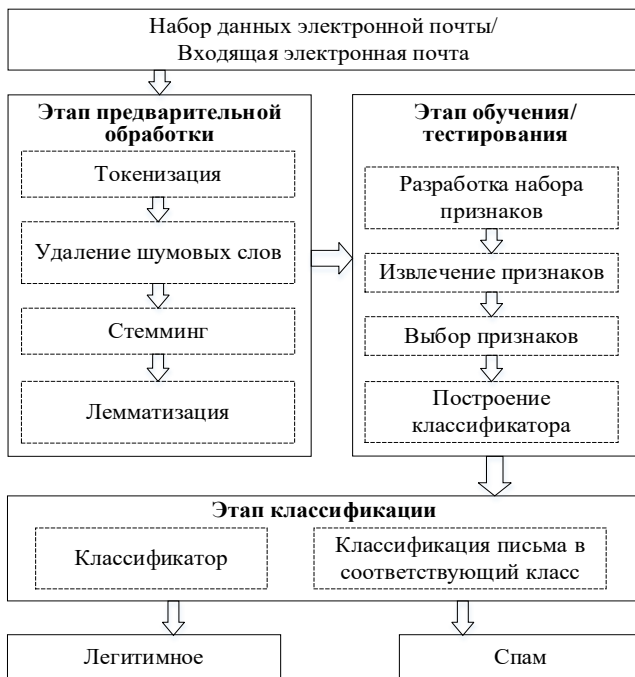 Набор данных электронной почты/
Входящая электронная почта
Этап предварительной
обработки
Токенизация
Удаление шумовых слов
Стемминг
Лемматизация
Этап обучения/
тестирования
Разработка набора
признаков
Извлечение признаков
Выбор признаков
Построение
классификатора
Этап классификации
Классификатор
Классификация письма в
соответствующий класс
Легитимное
Спам